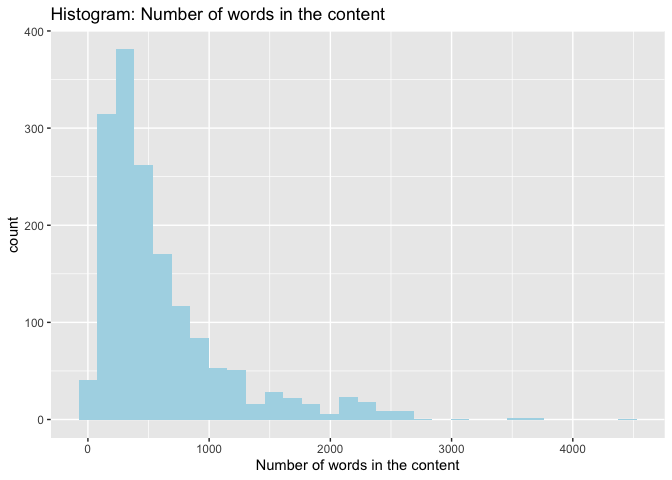 Histogram: Number of words in the content
400
300
200
100
0
count
0 1000 2000 3000 4000
Number of words in the content